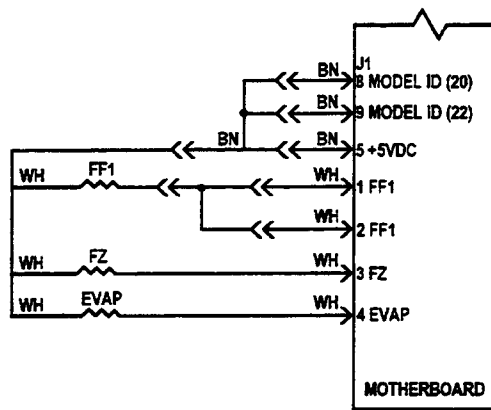 J1
BN 8 MODEL ID (20)
BN 9 MODEL ID (22)
BN BN 5 +5VDC
WH FF1 WH 1 FF1
WH 2 FF1
WH FZ WH 3 FZ
WH EVAP WH 4 EVAP
MOTHERBOARD